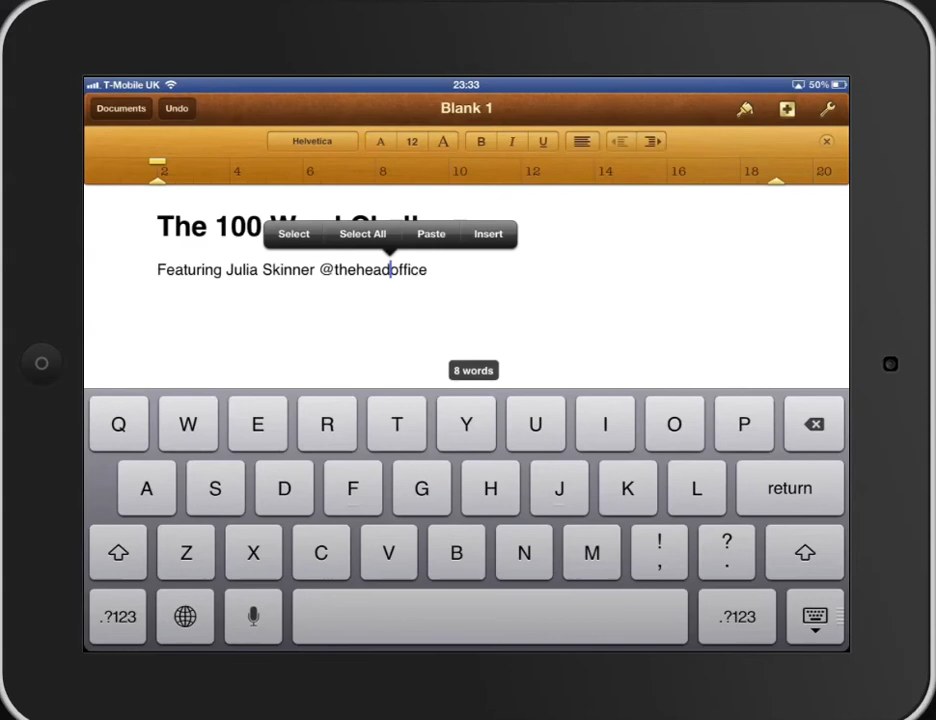 T-Mobile UK 23:33 50%
Documents Undo Blank 1
Helvetica A 12 A B I U
2 4 6 8 10 12 14 16 18 20
The 100
Select Select All Paste Insert
Featuring Julia Skinner @theheadoffice
8 words
Q W E R T Y U I O P
A S D F G H J K L return
Z X C V B N M ! , ? .
.?123 .?123